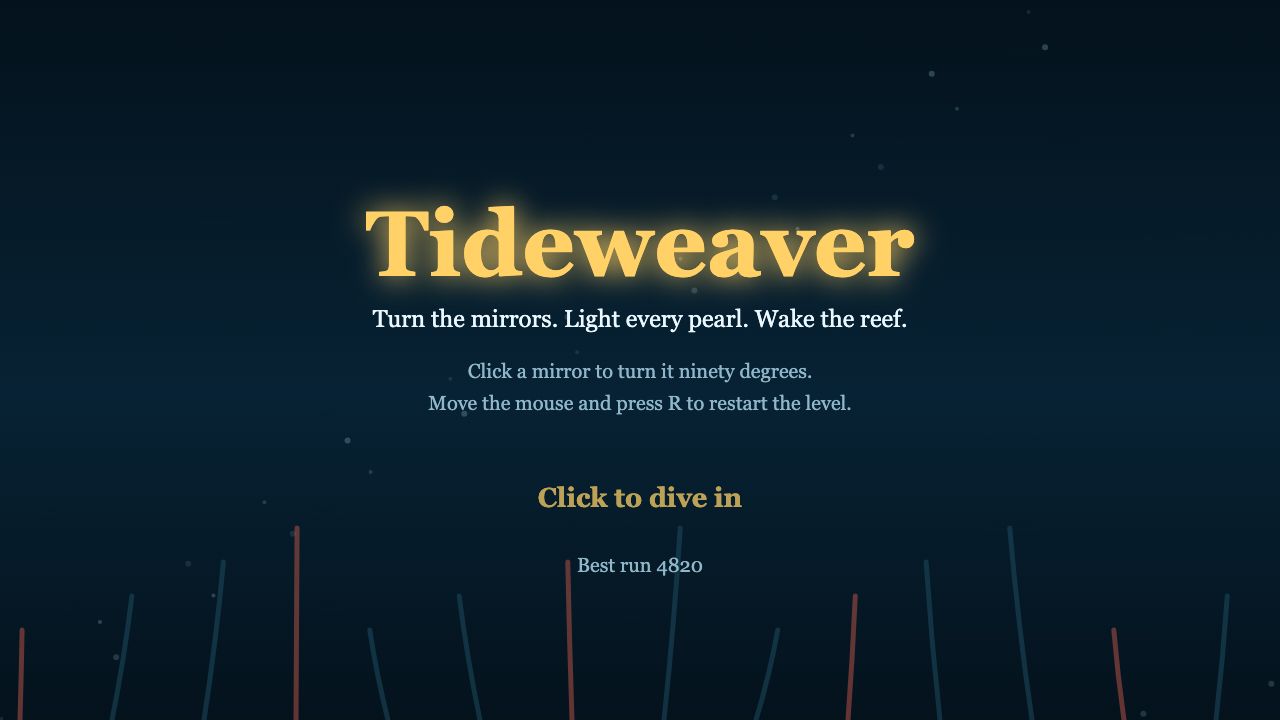 Tideweaver
Turn the mirrors. Light every pearl. Wake the reef.
Click a mirror to turn it ninety degrees.
Move the mouse and press R to restart the level.
Click to dive in
Best run 4820